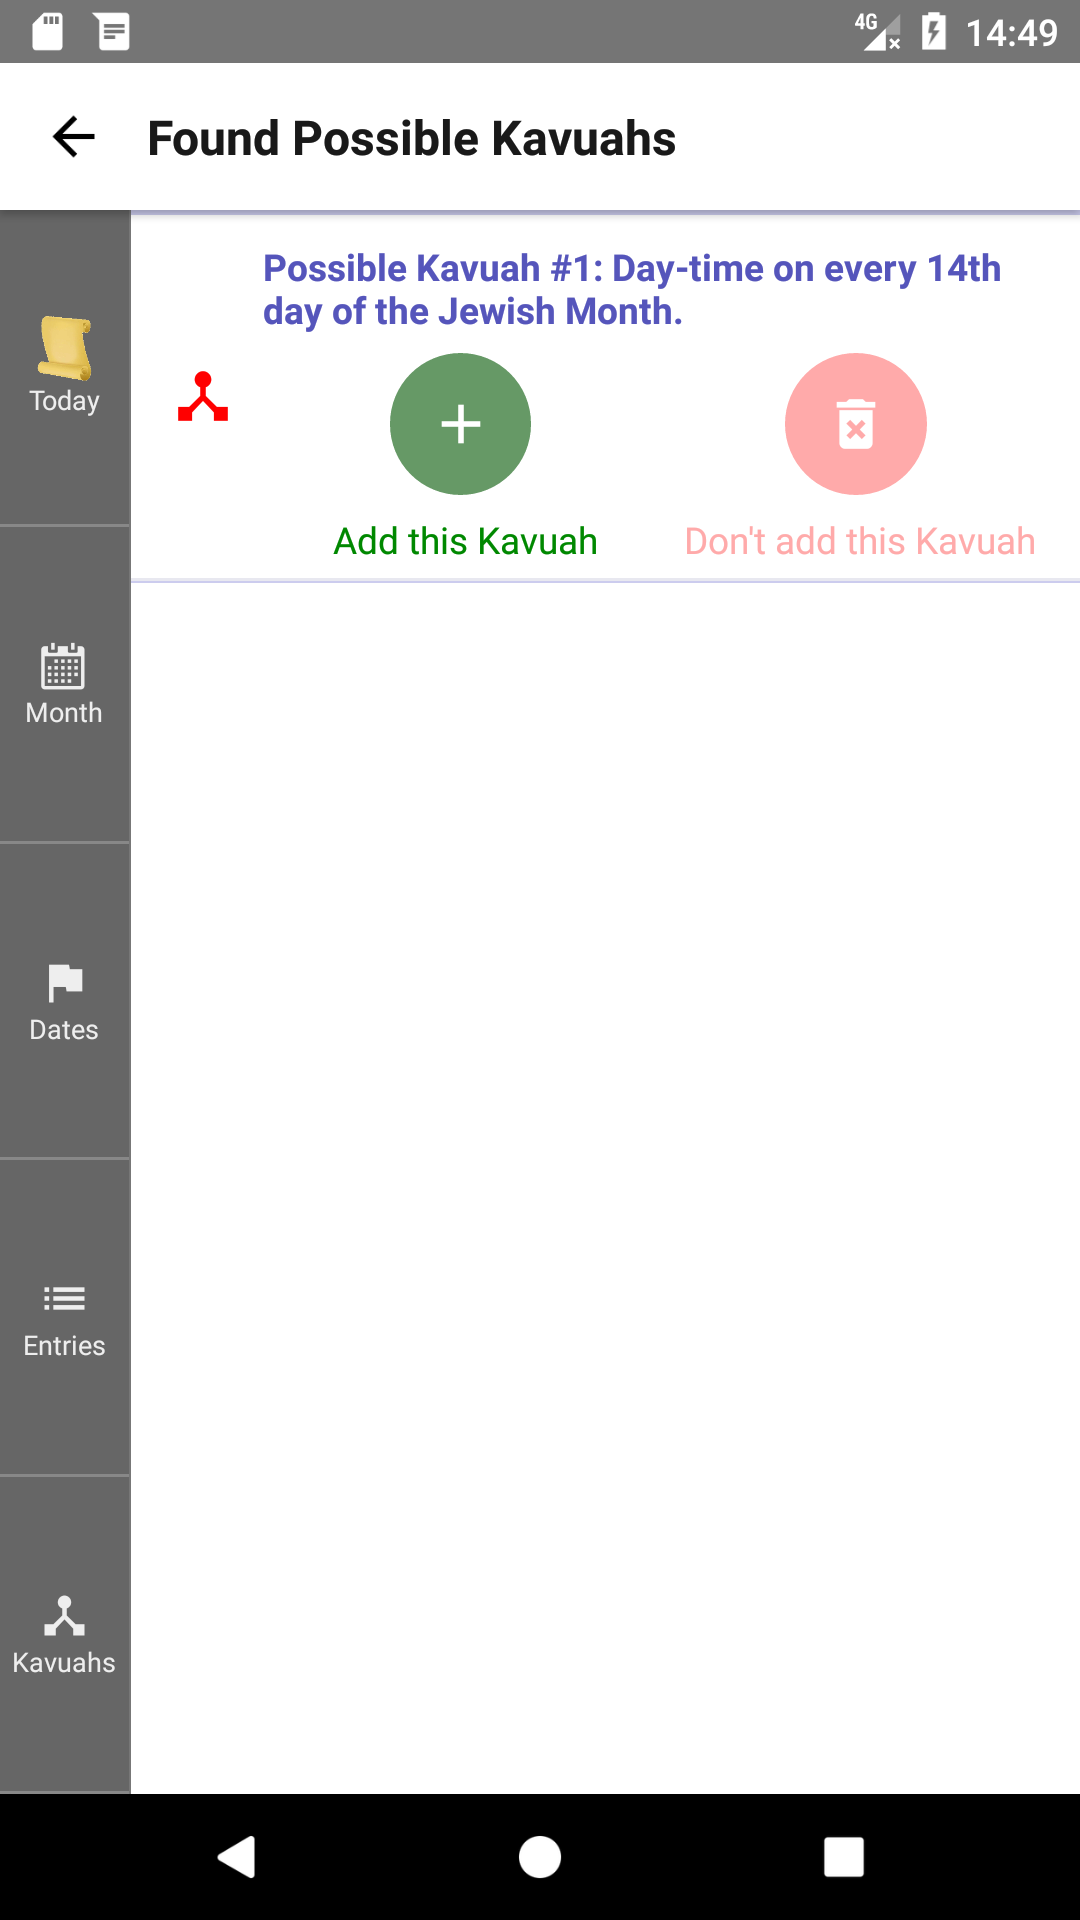 4G 14:49
Found Possible Kavuahs
Today
Month
Dates
Entries
Kavuahs
Possible Kavuah #1: Day-time on every 14th
day of the Jewish Month.
Add this Kavuah
Don't add this Kavuah